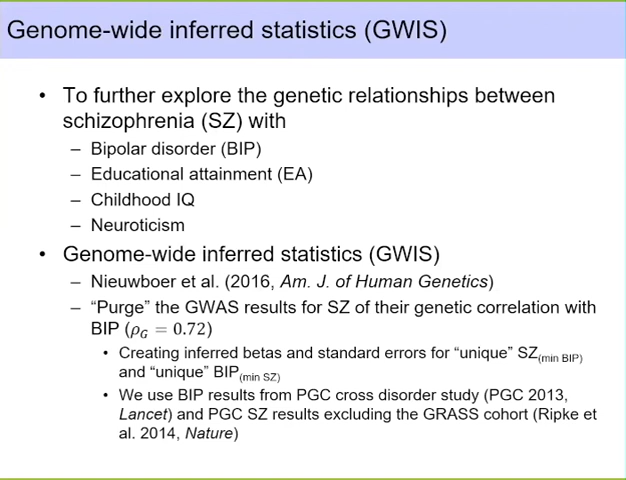 Genome-wide inferred statistics (GWIS)
• To further explore the genetic relationships between
schizophrenia (SZ) with
– Bipolar disorder (BIP)
– Educational attainment (EA)
– Childhood IQ
– Neuroticism
• Genome-wide inferred statistics (GWIS)
– Nieuwboer et al. (2016, Am. J. of Human Genetics)
– “Purge” the GWAS results for SZ of their genetic correlation with
BIP (ρG = 0.72)
• Creating inferred betas and standard errors for “unique” SZ(min BIP)
and “unique” BIP(min SZ)
• We use BIP results from PGC cross disorder study (PGC 2013,
Lancet) and PGC SZ results excluding the GRASS cohort (Ripke et
al. 2014, Nature)